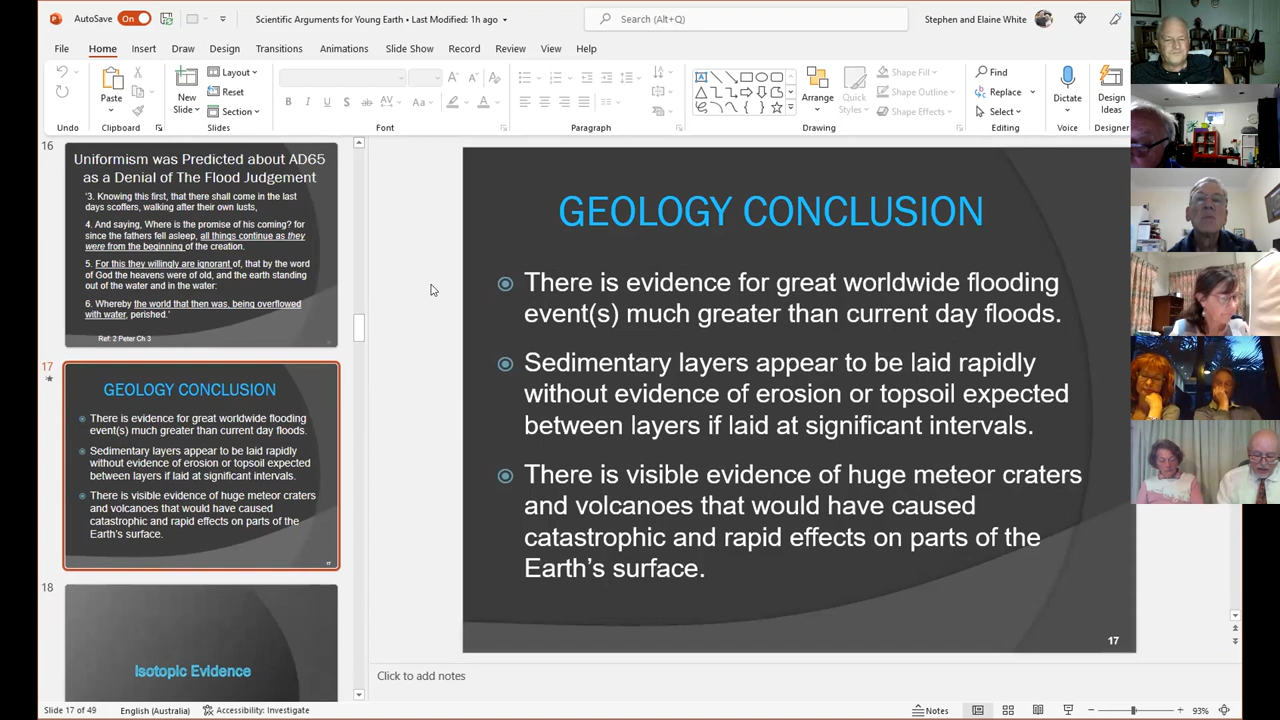 AutoSave On Scientific Arguments for Young Earth • Last Modified: 1h ago Search (Alt+Q) Stephen and Elaine White
File Home Insert Draw Design Transitions Animations Slide Show Record Review View Help
Paste New Slide Layout Reset Section
B I U S ab AV Aa A
Arrange Quick Styles Shape Fill Shape Outline Shape Effects
Find Replace Select Dictate Design Ideas
Undo Clipboard Slides Font Paragraph Drawing Editing Voice Designer
16
Uniformism was Predicted about AD65
as a Denial of The Flood Judgement
'3. Knowing this first, that there shall come in the last
days scoffers, walking after their own lusts,
4. And saying, Where is the promise of his coming? for
since the fathers fell asleep, all things continue as they
were from the beginning of the creation.
5. For this they willingly are ignorant of, that by the word
of God the heavens were of old, and the earth standing
out of the water and in the water:
6. Whereby the world that then was, being overflowed
with water, perished.'
Ref: 2 Peter Ch 3
17
GEOLOGY CONCLUSION
There is evidence for great worldwide flooding
event(s) much greater than current day floods.
Sedimentary layers appear to be laid rapidly
without evidence of erosion or topsoil expected
between layers if laid at significant intervals.
There is visible evidence of huge meteor craters
and volcanoes that would have caused
catastrophic and rapid effects on parts of the
Earth's surface.
17
18
Isotopic Evidence
GEOLOGY CONCLUSION
There is evidence for great worldwide flooding
event(s) much greater than current day floods.
Sedimentary layers appear to be laid rapidly
without evidence of erosion or topsoil expected
between layers if laid at significant intervals.
There is visible evidence of huge meteor craters
and volcanoes that would have caused
catastrophic and rapid effects on parts of the
Earth's surface.
17
Click to add notes
Slide 17 of 49 English (Australia) Accessibility: Investigate Notes 93%